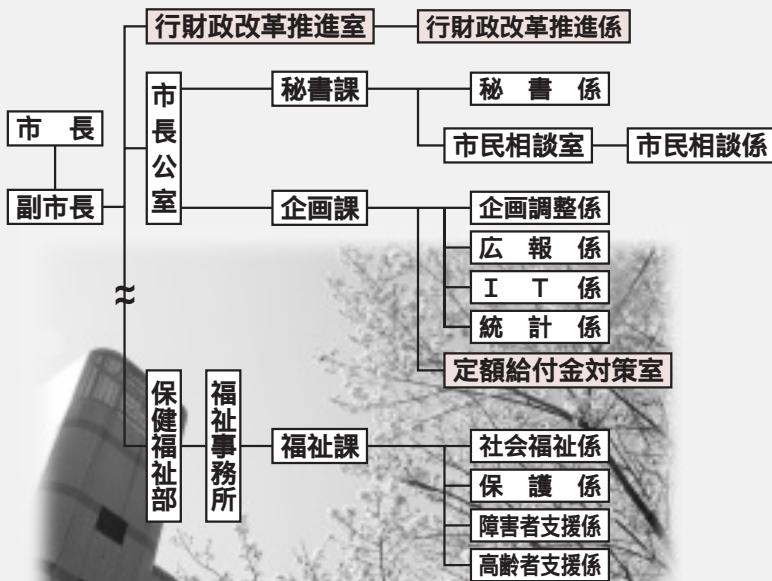 行財政改革推進室
行財政改革推進係
市長
副市長
市長公室
秘書課
秘書係
市民相談室
市民相談係
企画課
企画調整係
広報係
ＩＴ係
統計係
定額給付金対策室
保健福祉部
福祉事務所
福祉課
社会福祉係
保護係
障害者支援係
高齢者支援係